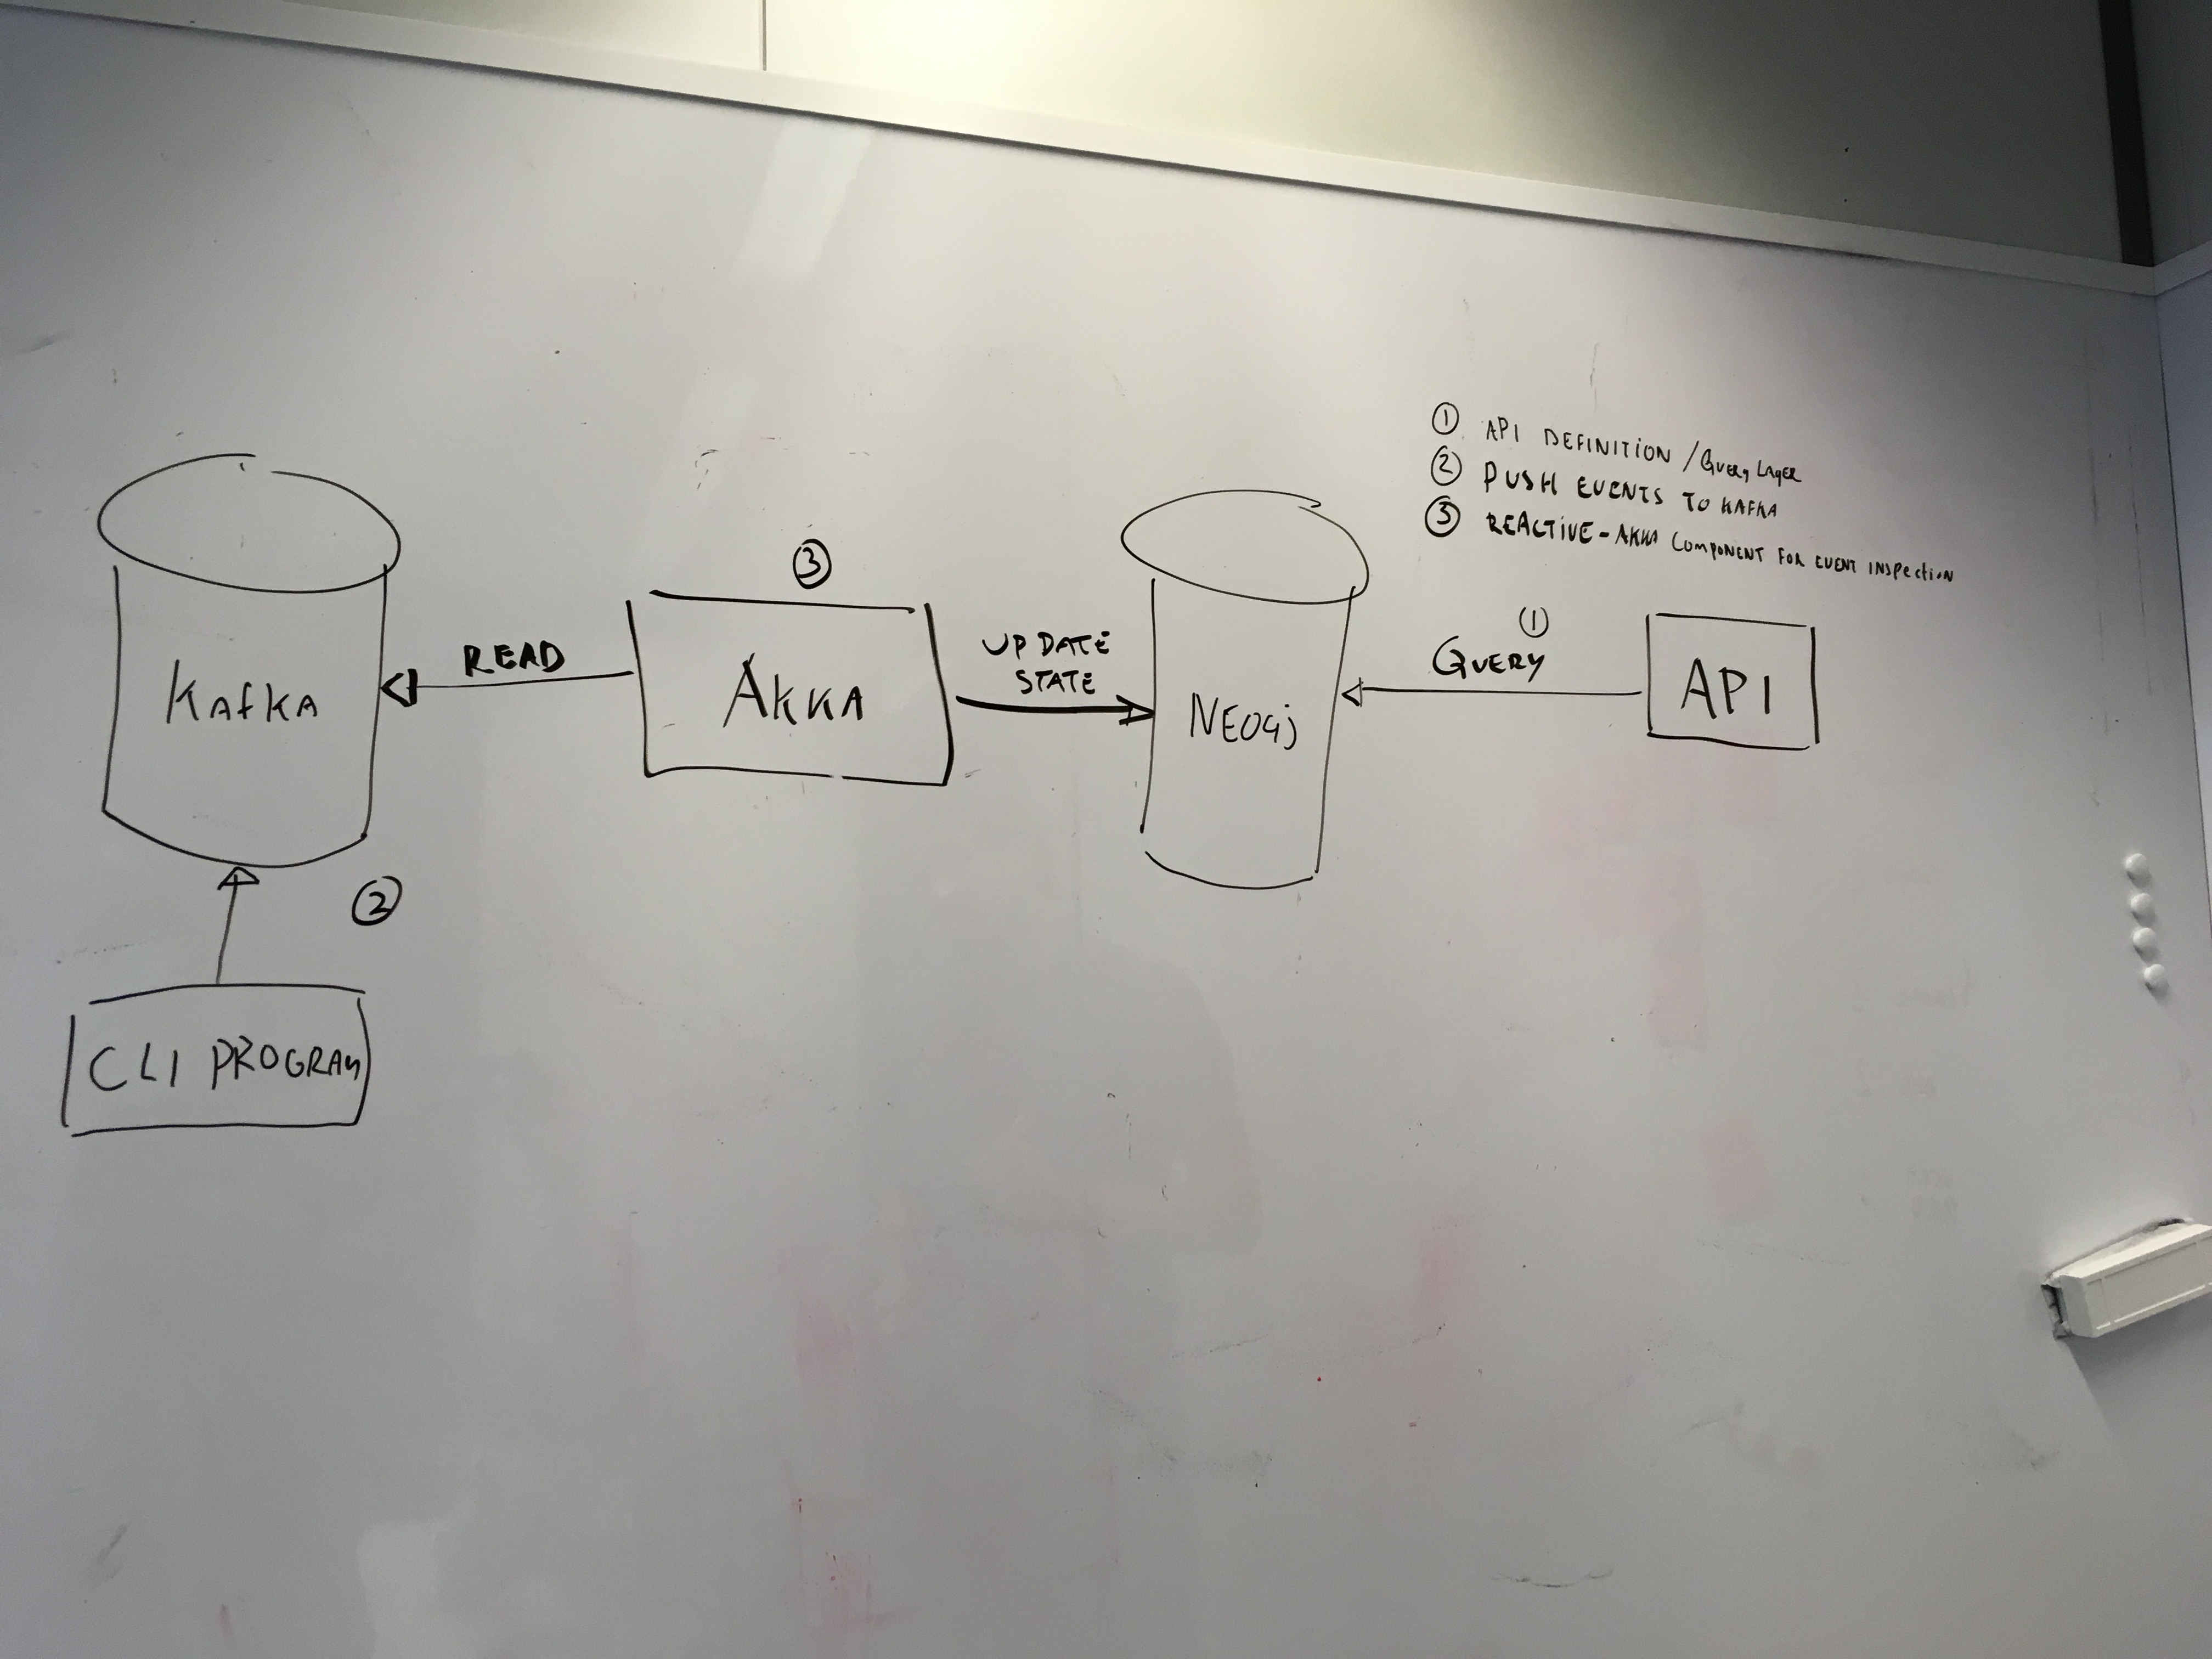 ① API DEFINITION / Query Layer
② PUSH EVENTS TO KAFKA
③ REACTIVE - AKKA COMPONENT FOR EVENT INSPECTION
③
①
READ
UPDATE
STATE
QUERY
KAFKA
AKKA
NEO4j
API
②
CLI PROGRAM